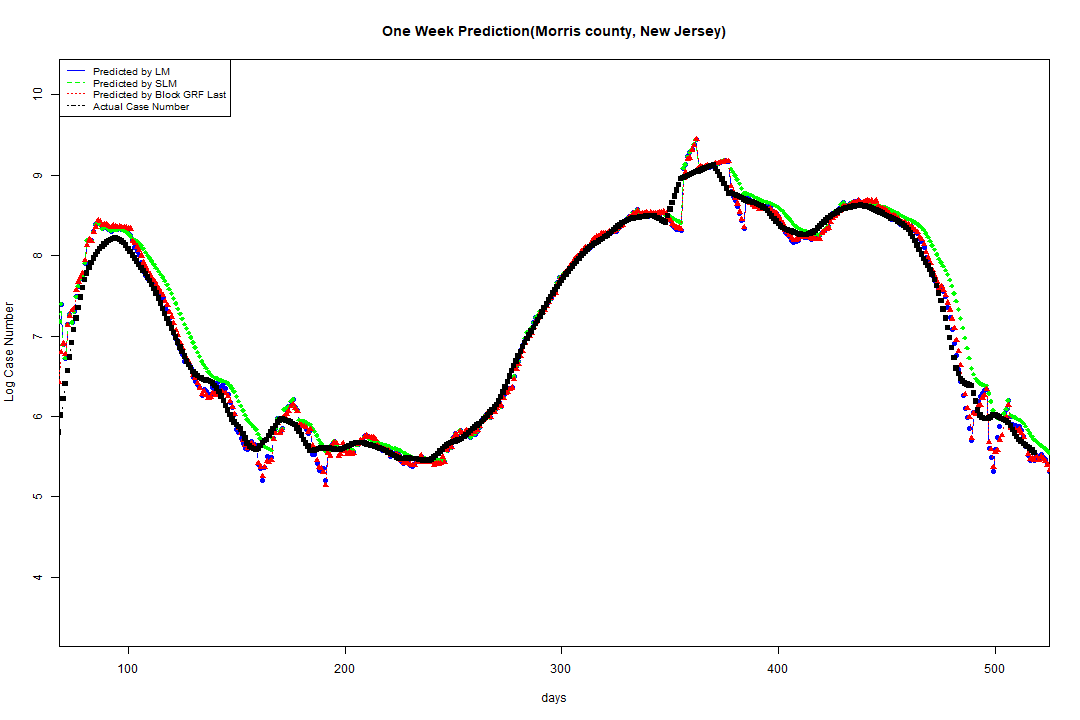 One Week Prediction(Morris county, New Jersey)
Predicted by LM
Predicted by SLM
Predicted by Block GRF Last
Actual Case Number
10
9
8
7
6
5
4
Log Case Number
100 200 300 400 500
days